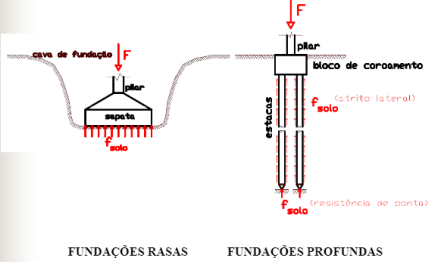 F
cava de fundação
pilar
sapata
f solo
FUNDAÇÕES RASAS
F
pilar
bloco de coroamento
estacas
f solo (atrito lateral)
f solo (resistência de ponta)
FUNDAÇÕES PROFUNDAS